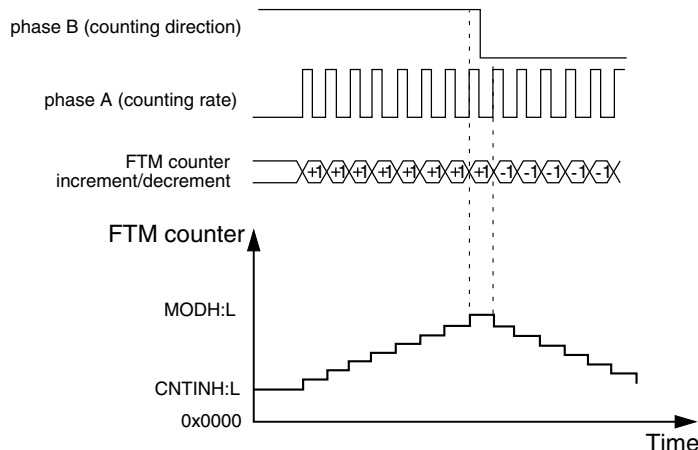 phase B (counting direction)
phase A (counting rate)
FTM counter
increment/decrement
+1 +1 +1 +1 +1 +1 +1 +1 -1 -1 -1 -1 -1
FTM counter
MODH:L
CNTINH:L
0x0000
Time